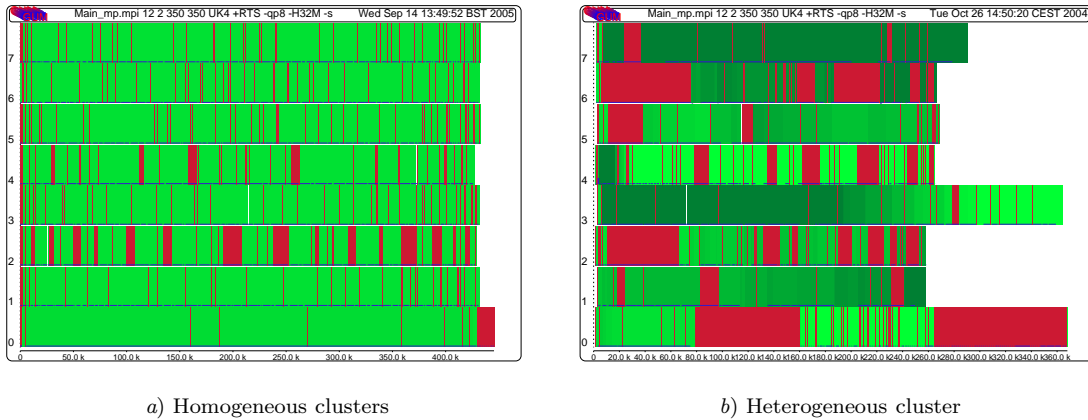 Main_mp.mpi 12 2 350 350 UK4 +RTS -qp8 -H32M -s Wed Sep 14 13:49:52 BST 2005
7
6
5
4
3
2
1
0
0 50.0 k 100.0 k 150.0 k 200.0 k 250.0 k 300.0 k 350.0 k 400.0 k
a) Homogeneous clusters
Main_mp.mpi 12 2 350 350 UK4 +RTS -qp8 -H32M -s Tue Oct 26 14:50:20 CEST 2004
7
6
5
4
3
2
1
0
0 20.0 k 40.0 k 60.0 k 80.0 k 100.0 k 120.0 k 140.0 k 160.0 k 180.0 k 200.0 k 220.0 k 240.0 k 260.0 k 280.0 k 300.0 k 320.0 k 340.0 k 360.0 k
b) Heterogeneous cluster